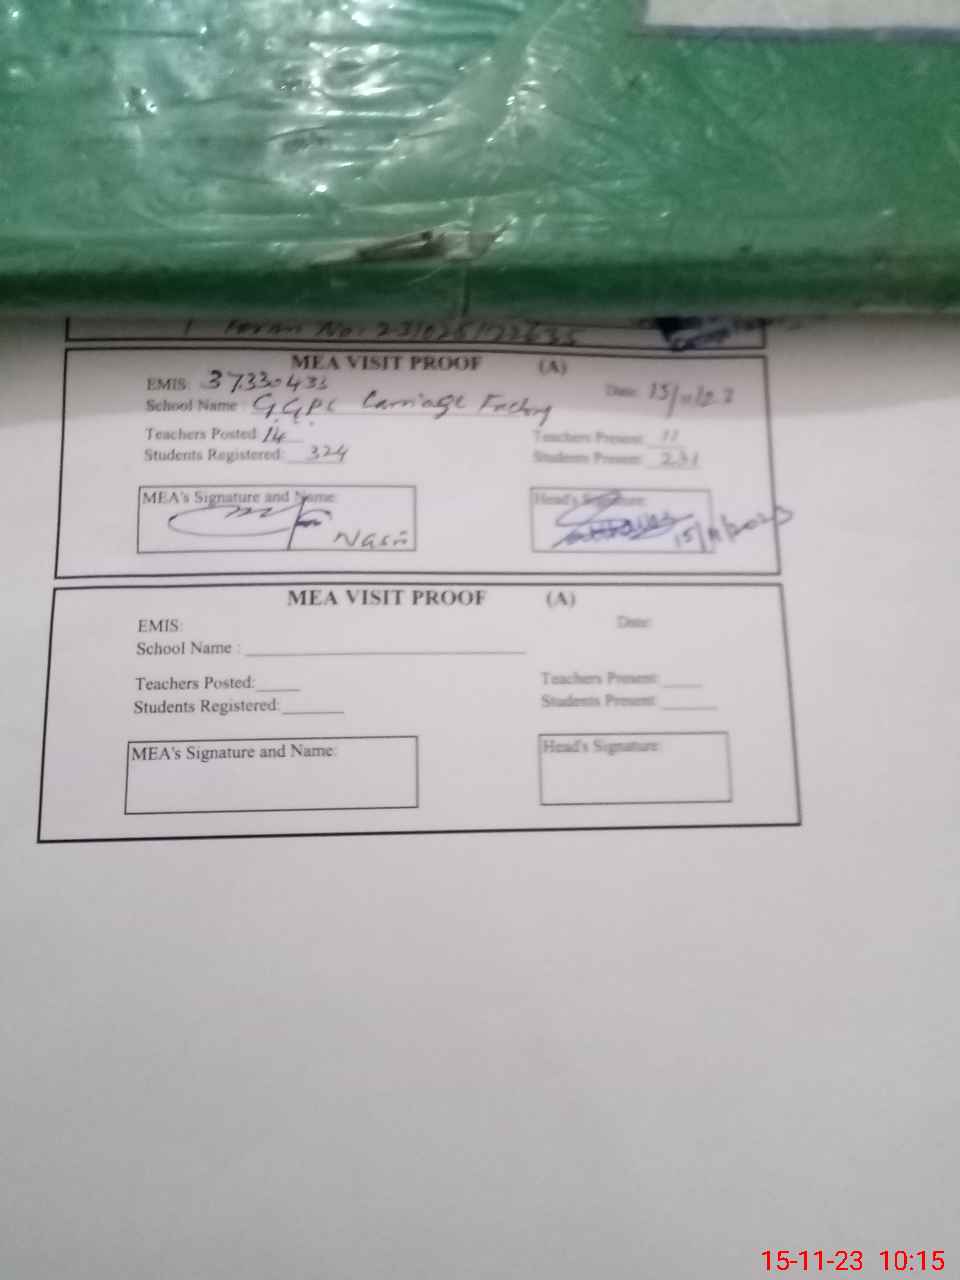 MEA VISIT PROOF (A)
EMIS: 37330433
Date: 15/11/23
School Name : G.G.P.S Carriage Factory
Teachers Posted 14 Teachers Present: 11
Students Registered: 324 Students Present: 231
MEA's Signature and Name: Head's Signature:
Nasir 15/11/2023
MEA VISIT PROOF (A)
EMIS: Date:
School Name :
Teachers Posted: Teachers Present:
Students Registered: Students Present:
MEA's Signature and Name: Head's Signature:
15-11-23 10:15